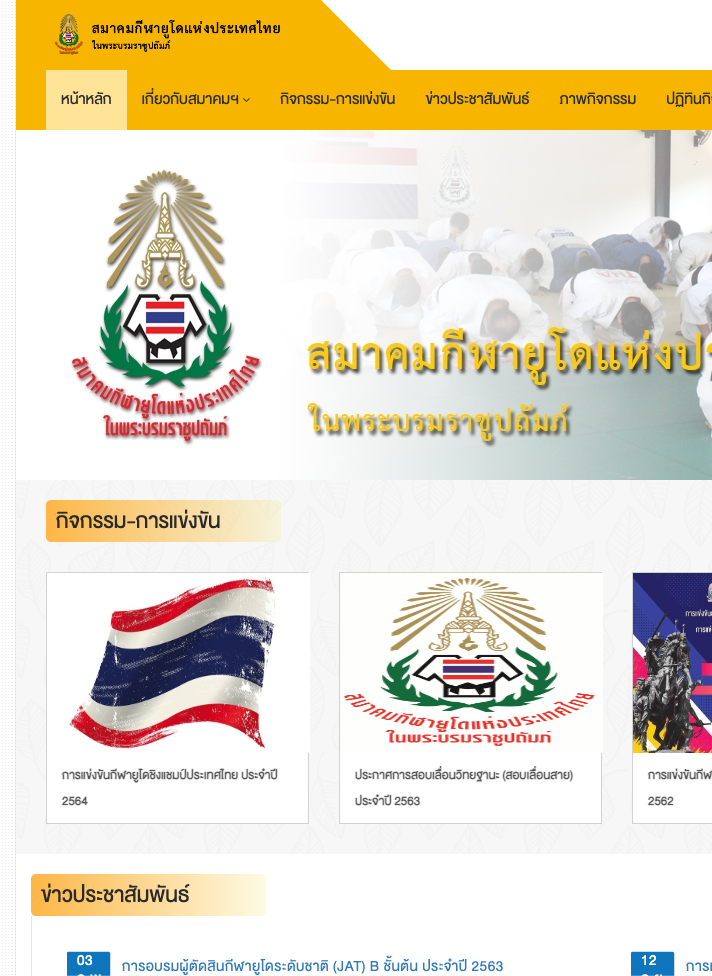 สมาคมกีฬายูโดแห่งประเทศไทย
ในพระบรมราชูปถัมภ์
หน้าหลัก เกี่ยวกับสมาคมฯ กิจกรรม-การแข่งขัน ข่าวประชาสัมพันธ์ ภาพกิจกรรม
สมาคมกีฬายูโดแห่งประเทศไทย
ในพระบรมราชูปถัมภ์
สมาคมกีฬายูโดแห่งปร
ในพระบรมราชูปถัมภ์
กิจกรรม-การแข่งขัน
สมาคมกีฬายูโดแห่งประเทศไทย
ในพระบรมราชูปถัมภ์
การแข่งขันกีฬายูโดชิงแชมป์ประเทศไทย ประจำปี
2564
ประกาศการสอบเลื่อนวิทยฐานะ (สอบเลื่อนสาย)
ประจำปี 2563
การแข่งขันกีฬ
2562
ข่าวประชาสัมพันธ์
03
การอบรมผู้ตัดสินกีฬายูโดระดับชาติ (JAT) B ชั้นต้น ประจำปี 2563
12